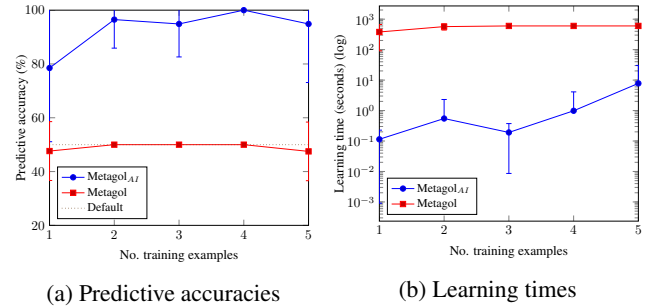 Predictive accuracy (%)
100
80
60
40
20
1 2 3 4 5
No. training examples
Metagol_AI
Metagol
Default
(a) Predictive accuracies
Learning time (seconds) (log)
10^3
10^2
10^1
10^0
10^-1
10^-2
10^-3
1 2 3 4 5
No. training examples
Metagol_AI
Metagol
(b) Learning times